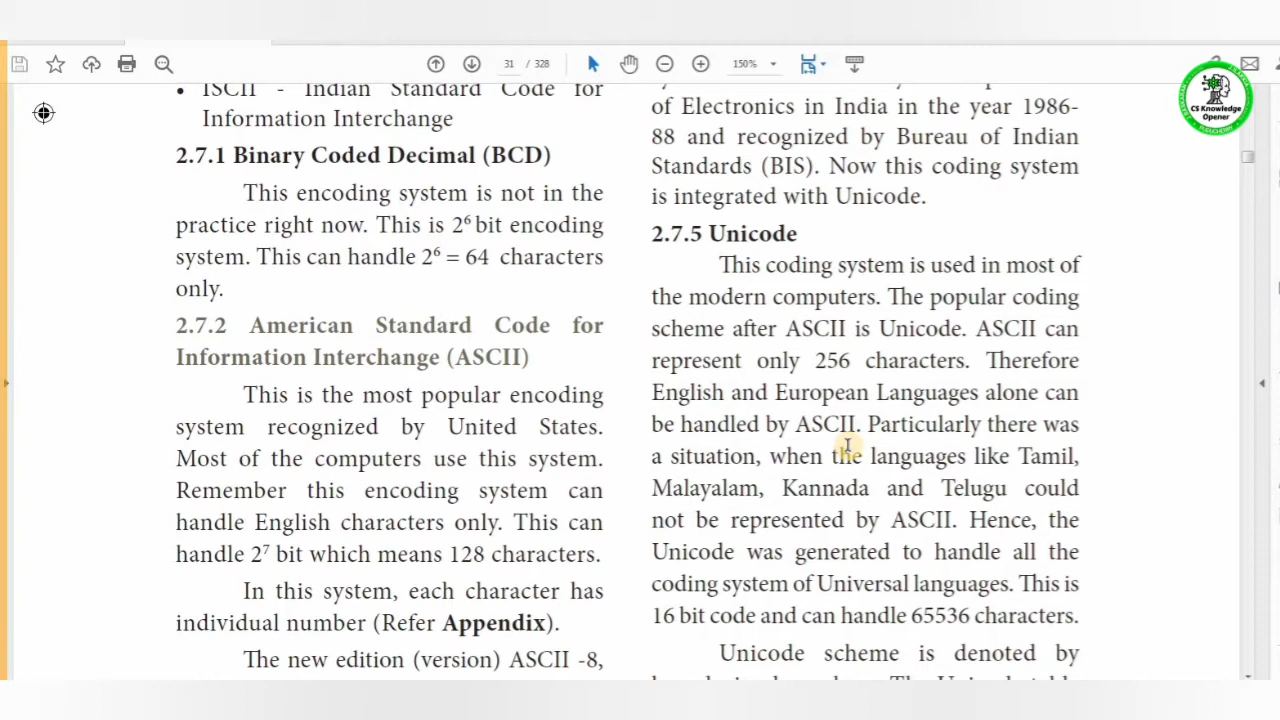 31 / 328
150%
CS Knowledge
Opener
• ISCII - Indian Standard Code for
Information Interchange
2.7.1 Binary Coded Decimal (BCD)
This encoding system is not in the
practice right now. This is 2⁶ bit encoding
system. This can handle 2⁶ = 64 characters
only.
2.7.2 American Standard Code for
Information Interchange (ASCII)
This is the most popular encoding
system recognized by United States.
Most of the computers use this system.
Remember this encoding system can
handle English characters only. This can
handle 2⁷ bit which means 128 characters.
In this system, each character has
individual number (Refer Appendix).
The new edition (version) ASCII -8,
of Electronics in India in the year 1986-
88 and recognized by Bureau of Indian
Standards (BIS). Now this coding system
is integrated with Unicode.
2.7.5 Unicode
This coding system is used in most of
the modern computers. The popular coding
scheme after ASCII is Unicode. ASCII can
represent only 256 characters. Therefore
English and European Languages alone can
be handled by ASCII. Particularly there was
a situation, when the languages like Tamil,
Malayalam, Kannada and Telugu could
not be represented by ASCII. Hence, the
Unicode was generated to handle all the
coding system of Universal languages. This is
16 bit code and can handle 65536 characters.
Unicode scheme is denoted by